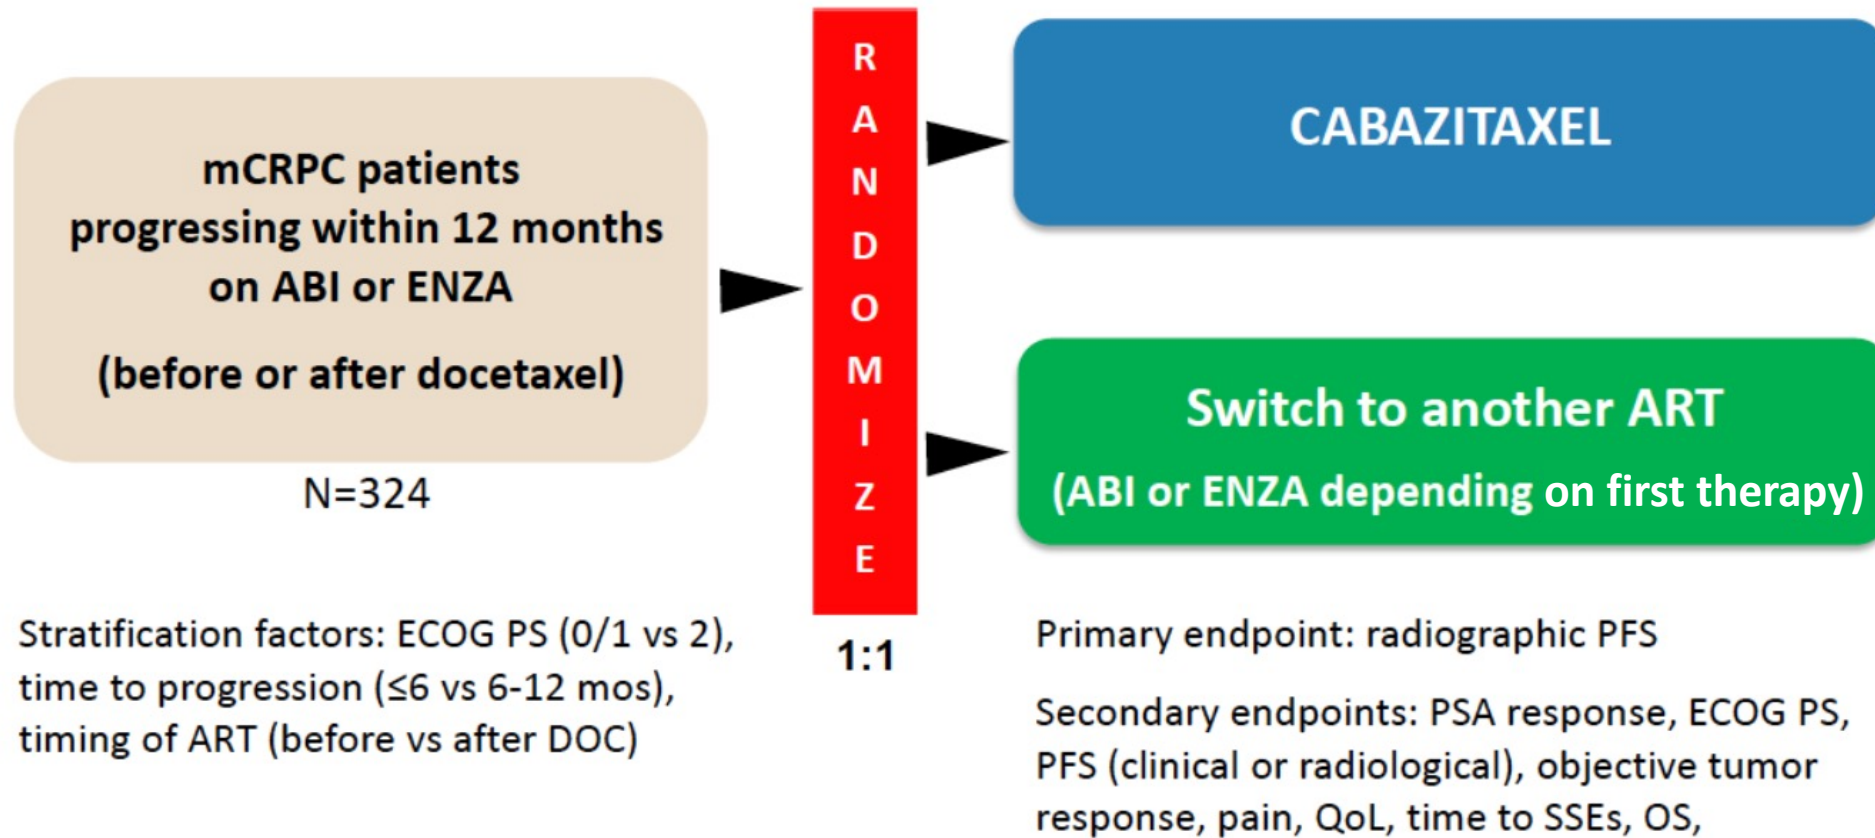 mCRPC patients
progressing within 12 months
on ABI or ENZA
(before or after docetaxel)
N=324
Stratification factors: ECOG PS (0/1 vs 2),
time to progression (≤6 vs 6-12 mos),
timing of ART (before vs after DOC)
R
A
N
D
O
M
I
Z
E
1:1
CABAZITAXEL
Switch to another ART
(ABI or ENZA depending on first therapy)
Primary endpoint: radiographic PFS
Secondary endpoints: PSA response, ECOG PS,
PFS (clinical or radiological), objective tumor
response, pain, QoL, time to SSEs, OS,